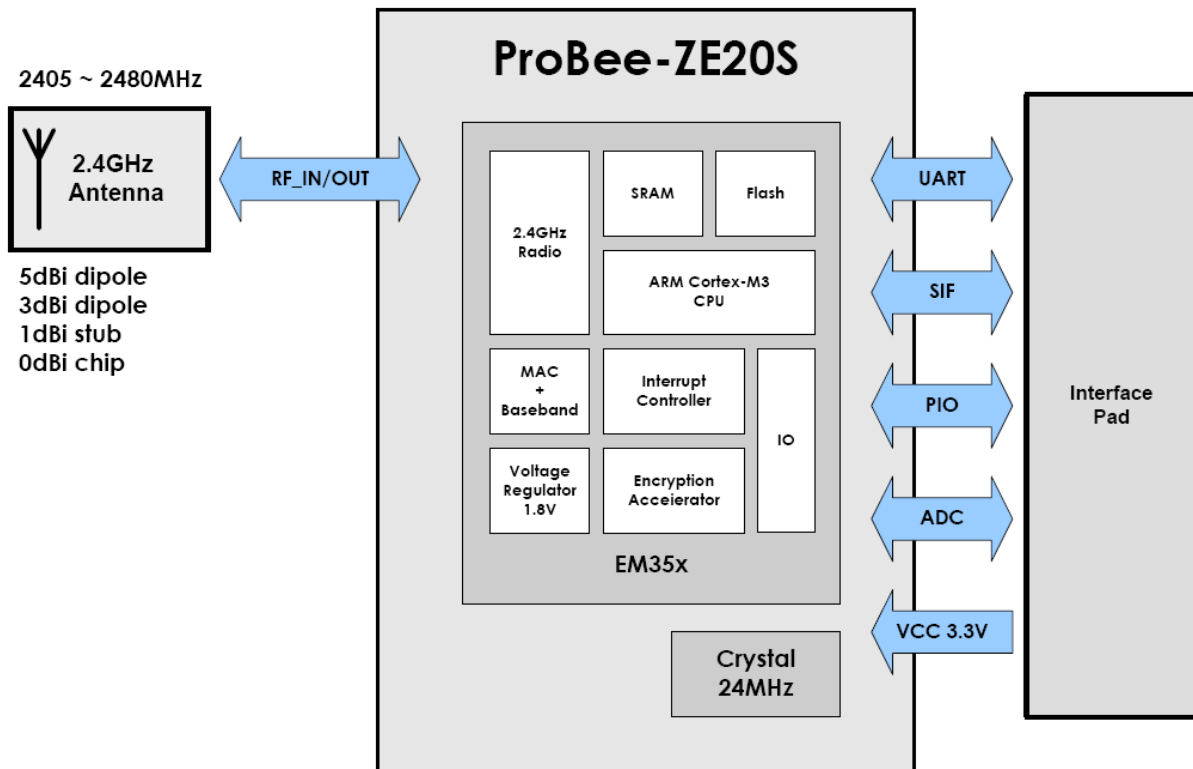 ProBee-ZE20S
2405 ~ 2480MHz
2.4GHz
Antenna
5dBi dipole
3dBi dipole
1dBi stub
0dBi chip
RF_IN/OUT
2.4GHz
Radio
SRAM
Flash
ARM Cortex-M3
CPU
MAC
+
Baseband
Interrupt
Controller
IO
Voltage
Regulator
1.8V
Encryption
Acceierator
EM35x
Crystal
24MHz
UART
SIF
PIO
ADC
VCC 3.3V
Interface
Pad